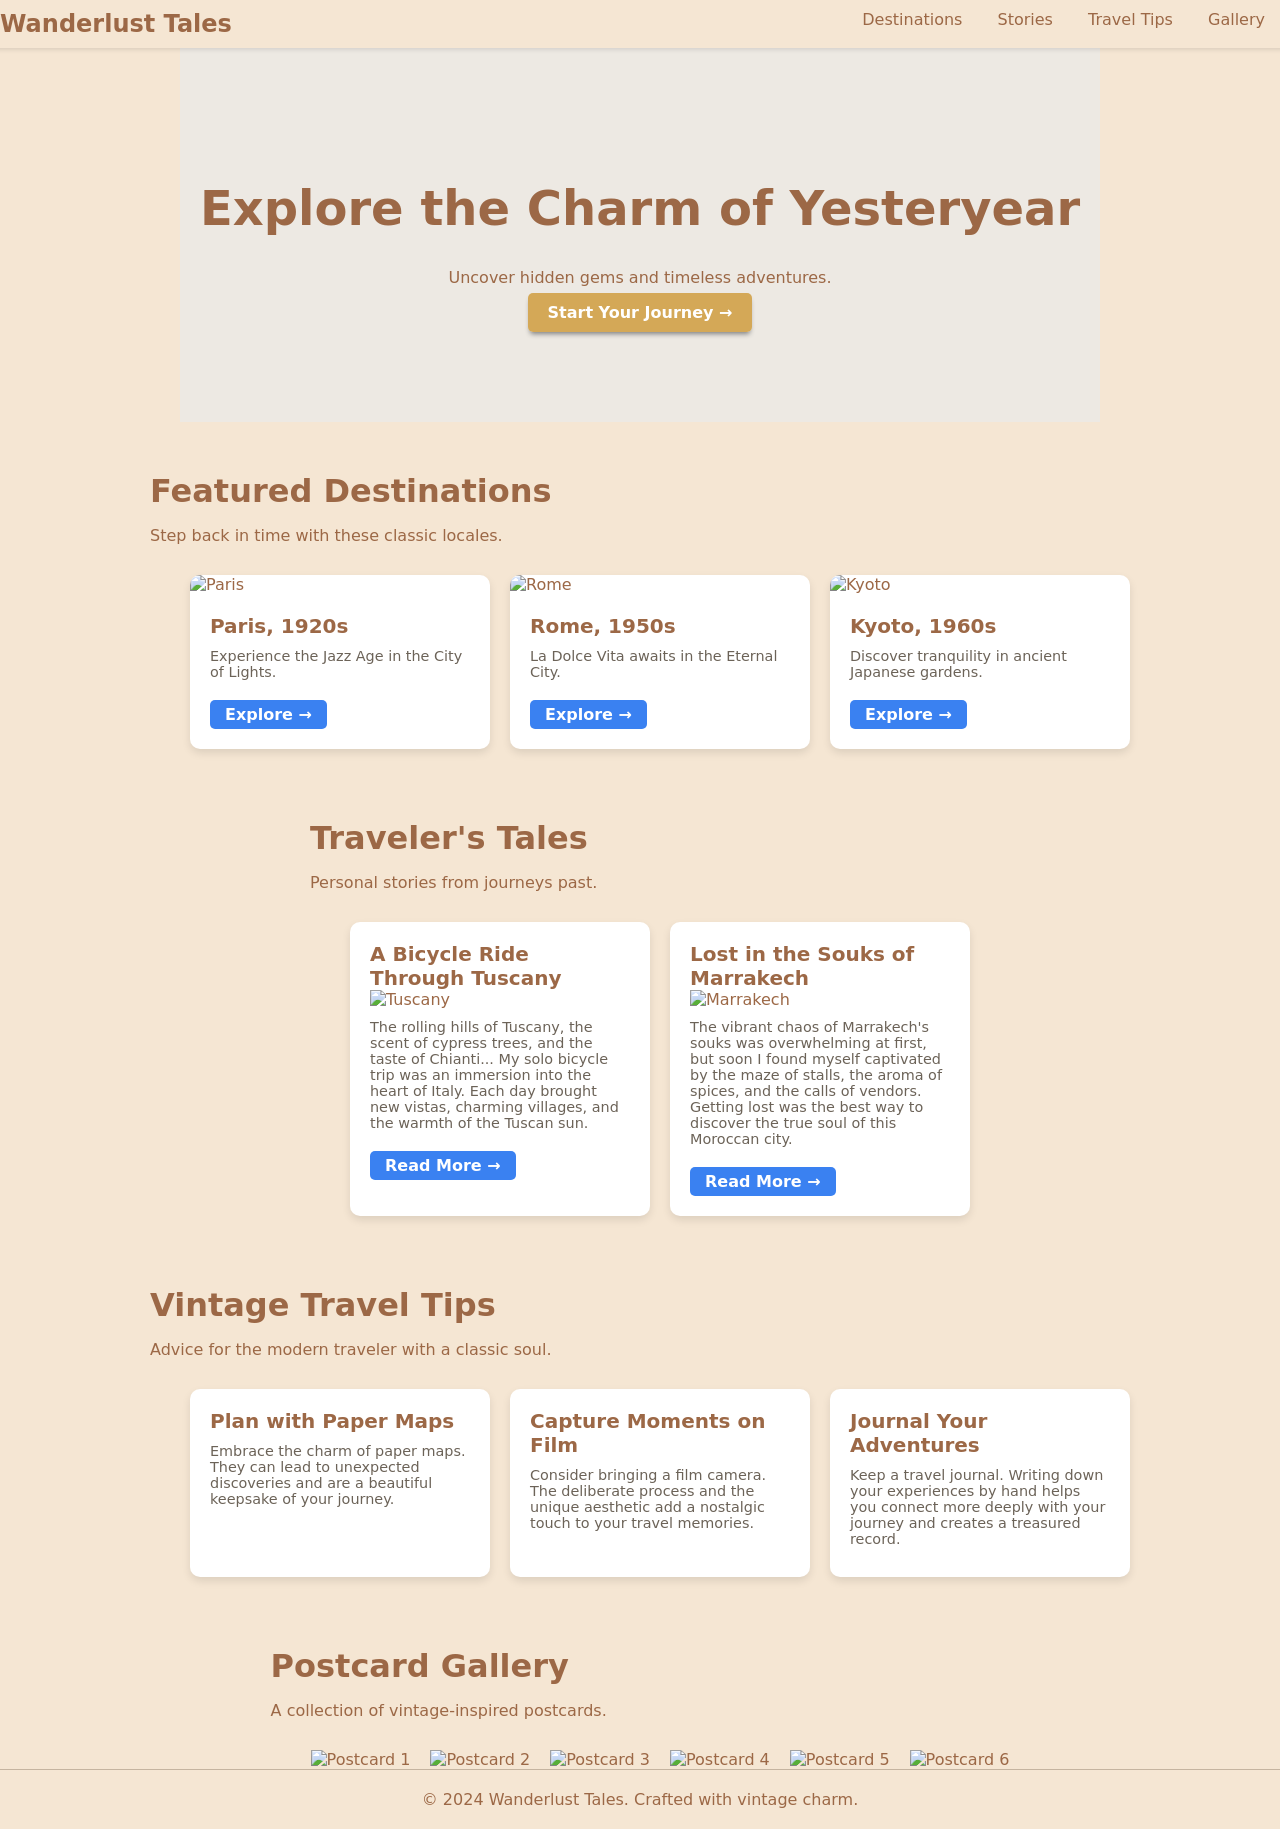 Wanderlust Tales
Destinations Stories Travel Tips Gallery
Explore the Charm of Yesteryear
Uncover hidden gems and timeless adventures.
Start Your Journey →
Featured Destinations
Step back in time with these classic locales.
Paris
Paris, 1920s
Experience the Jazz Age in the City
of Lights.
Explore →
Rome
Rome, 1950s
La Dolce Vita awaits in the Eternal
City.
Explore →
Kyoto
Kyoto, 1960s
Discover tranquility in ancient
Japanese gardens.
Explore →
Traveler's Tales
Personal stories from journeys past.
A Bicycle Ride
Through Tuscany
Tuscany
The rolling hills of Tuscany, the
scent of cypress trees, and the
taste of Chianti... My solo bicycle
trip was an immersion into the
heart of Italy. Each day brought
new vistas, charming villages, and
the warmth of the Tuscan sun.
Read More →
Lost in the Souks of
Marrakech
Marrakech
The vibrant chaos of Marrakech's
souks was overwhelming at first,
but soon I found myself captivated
by the maze of stalls, the aroma of
spices, and the calls of vendors.
Getting lost was the best way to
discover the true soul of this
Moroccan city.
Read More →
Vintage Travel Tips
Advice for the modern traveler with a classic soul.
Plan with Paper Maps
Embrace the charm of paper maps.
They can lead to unexpected
discoveries and are a beautiful
keepsake of your journey.
Capture Moments on
Film
Consider bringing a film camera.
The deliberate process and the
unique aesthetic add a nostalgic
touch to your travel memories.
Journal Your
Adventures
Keep a travel journal. Writing down
your experiences by hand helps
you connect more deeply with your
journey and creates a treasured
record.
Postcard Gallery
A collection of vintage-inspired postcards.
Postcard 1 Postcard 2 Postcard 3 Postcard 4 Postcard 5 Postcard 6
© 2024 Wanderlust Tales. Crafted with vintage charm.